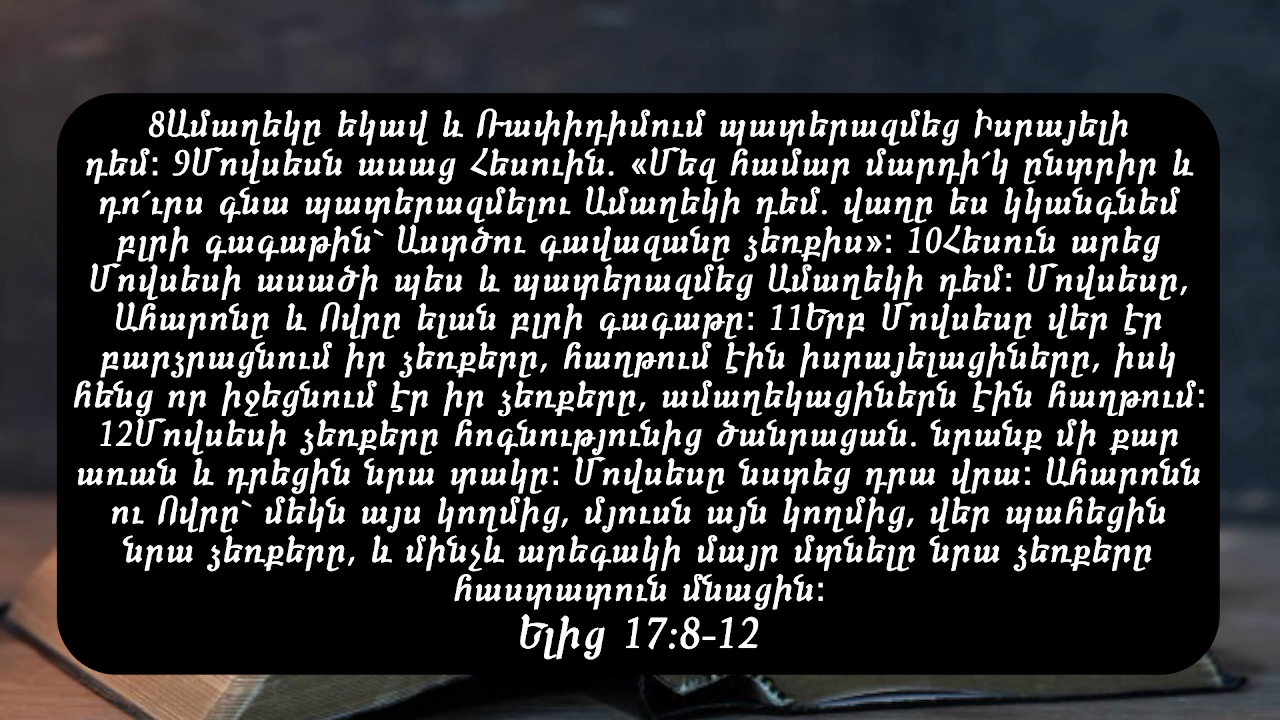 8Ամաղեկը եկավ և Ռափիդիմում պատերազմեց Իսրայելի
դեմ: 9Մովսեսն ասաց Հեսուին. «Մեզ համար մարդի՛կ ընտրիր և
դո՛ւրս գնա պատերազմելու Ամաղեկի դեմ. վաղը ես կկանգնեմ
բլրի գագաթին` Աստծու գավազանը ձեռքիս»: 10Հեսուն արեց
Մովսեսի ասածի պես և պատերազմեց Ամաղեկի դեմ: Մովսեսը,
Ահարոնը և Ովրը ելան բլրի գագաթը: 11Երբ Մովսեսը վեր էր
բարձրացնում իր ձեռքերը, հաղթում էին իսրայելացիները, իսկ
հենց որ իջեցնում էր իր ձեռքերը, ամաղեկացիներն էին հաղթում:
12Մովսեսի ձեռքերը հոգնությունից ծանրացան. նրանք մի քար
առան և դրեցին նրա տակը: Մովսեսը նստեց դրա վրա: Ահարոնն
ու Ովրը` մեկն այս կողմից, մյուսն այն կողմից, վեր պահեցին
նրա ձեռքերը, և մինչև արեգակի մայր մտնելը նրա ձեռքերը
հաստատուն մնացին:
Ելից 17:8-12